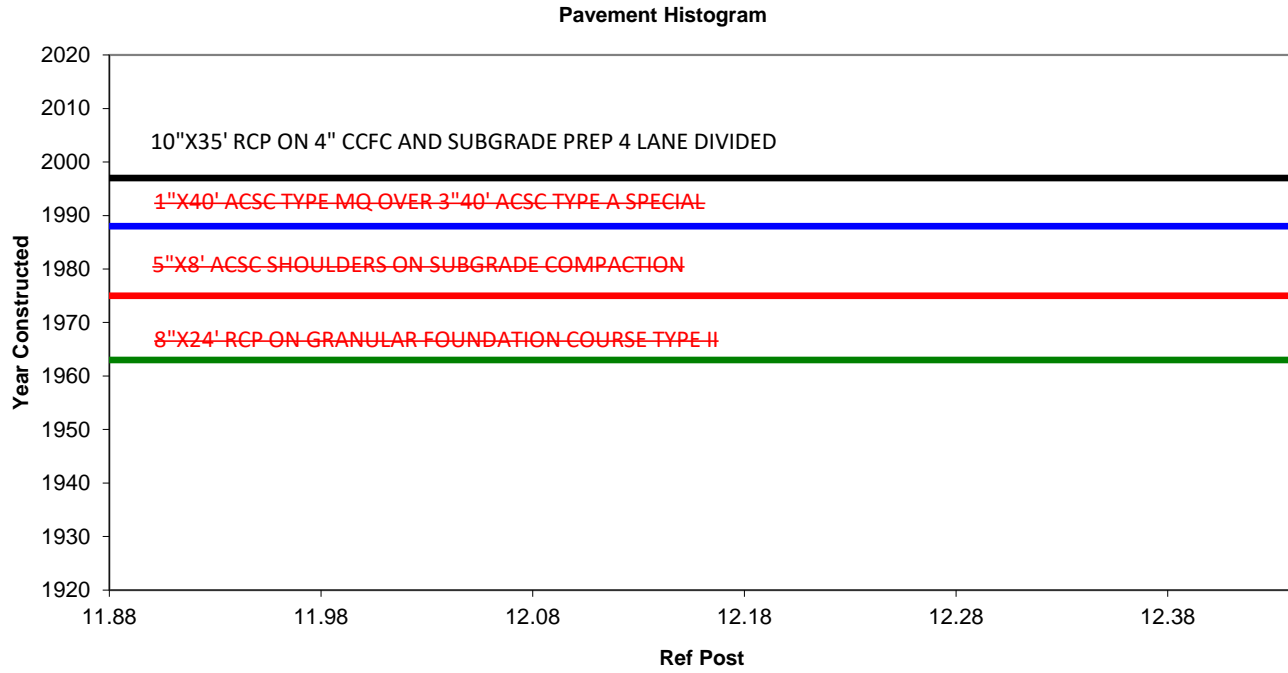 Pavement Histogram
2020
2010
10"X35' RCP ON 4" CCFC AND SUBGRADE PREP 4 LANE DIVIDED
2000
1"X40' ACSC TYPE MQ OVER 3"40' ACSC TYPE A SPECIAL
1990
5"X8' ACSC SHOULDERS ON SUBGRADE COMPACTION
1980
1970
8"X24' RCP ON GRANULAR FOUNDATION COURSE TYPE II
1960
1950
1940
1930
1920
Year Constructed
11.88 11.98 12.08 12.18 12.28 12.38
Ref Post